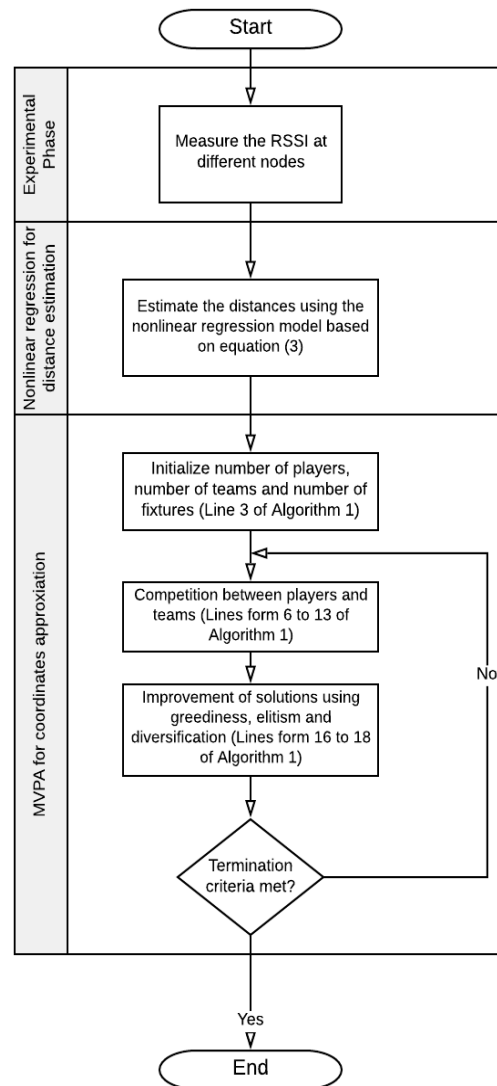 Start
Experimental
Phase
Measure the RSSI at
different nodes
Nonlinear regression for
distance estimation
Estimate the distances using the
nonlinear regression model based
on equation (3)
MVPA for coordinates approxiation
Initialize number of players,
number of teams and number of
fixtures (Line 3 of Algorithm 1)
Competition between players and
teams (Lines form 6 to 13 of
Algorithm 1)
Improvement of solutions using
greediness, elitism and
diversification (Lines form 16 to 18
of Algorithm 1)
No
Termination
criteria met?
Yes
End